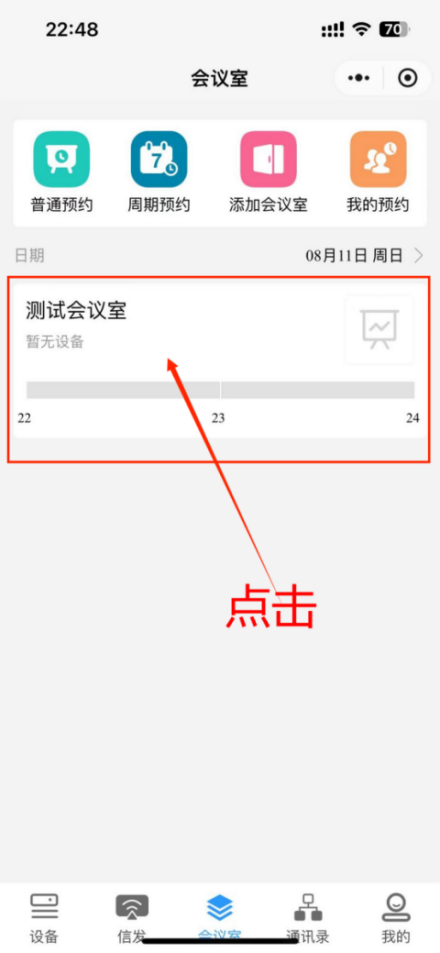 22:48
70
会议室
7
普通预约 周期预约 添加会议室 我的预约
日期 08月11日 周日
测试会议室
暂无设备
22 23 24
点击
设备 信发 会议室 通讯录 我的